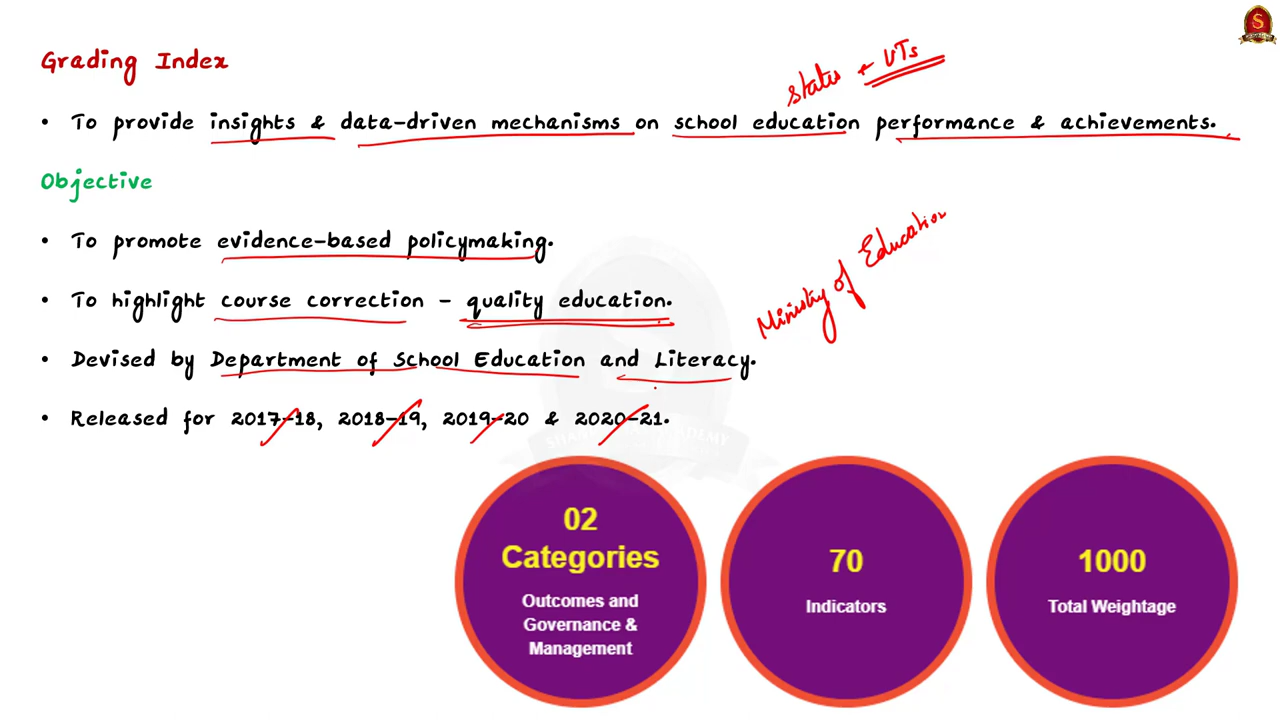 Grading Index
States & UTs
• To provide insights & data-driven mechanisms on school education performance & achievements.
Objective
• To promote evidence-based policymaking.
• To highlight course correction - quality education.
Ministry of Education
• Devised by Department of School Education and Literacy.
• Released for 2017-18, 2018-19, 2019-20 & 2020-21.
02
Categories
Outcomes and
Governance &
Management
70
Indicators
1000
Total Weightage